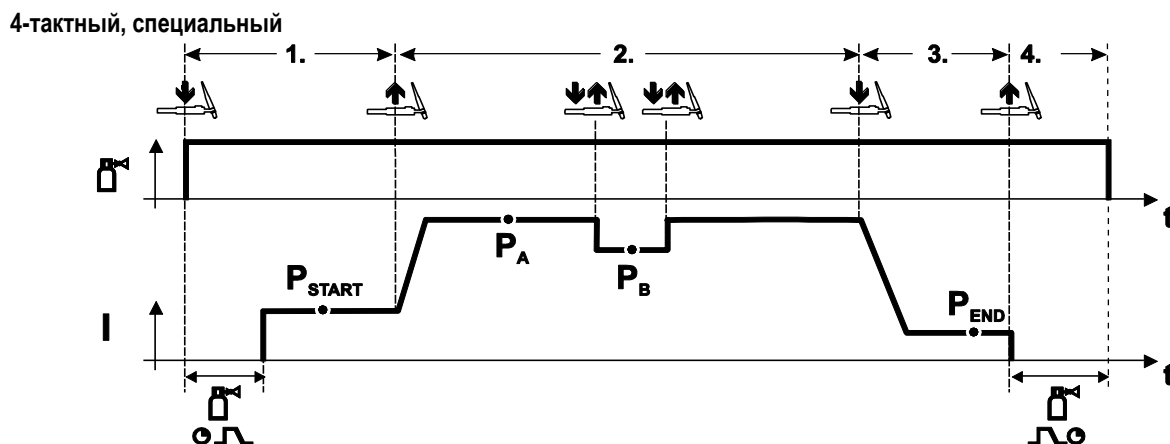 4-тактный, специальный
1. 2. 3. 4.
t
P_A
P_B
P_START
P_END
I
t